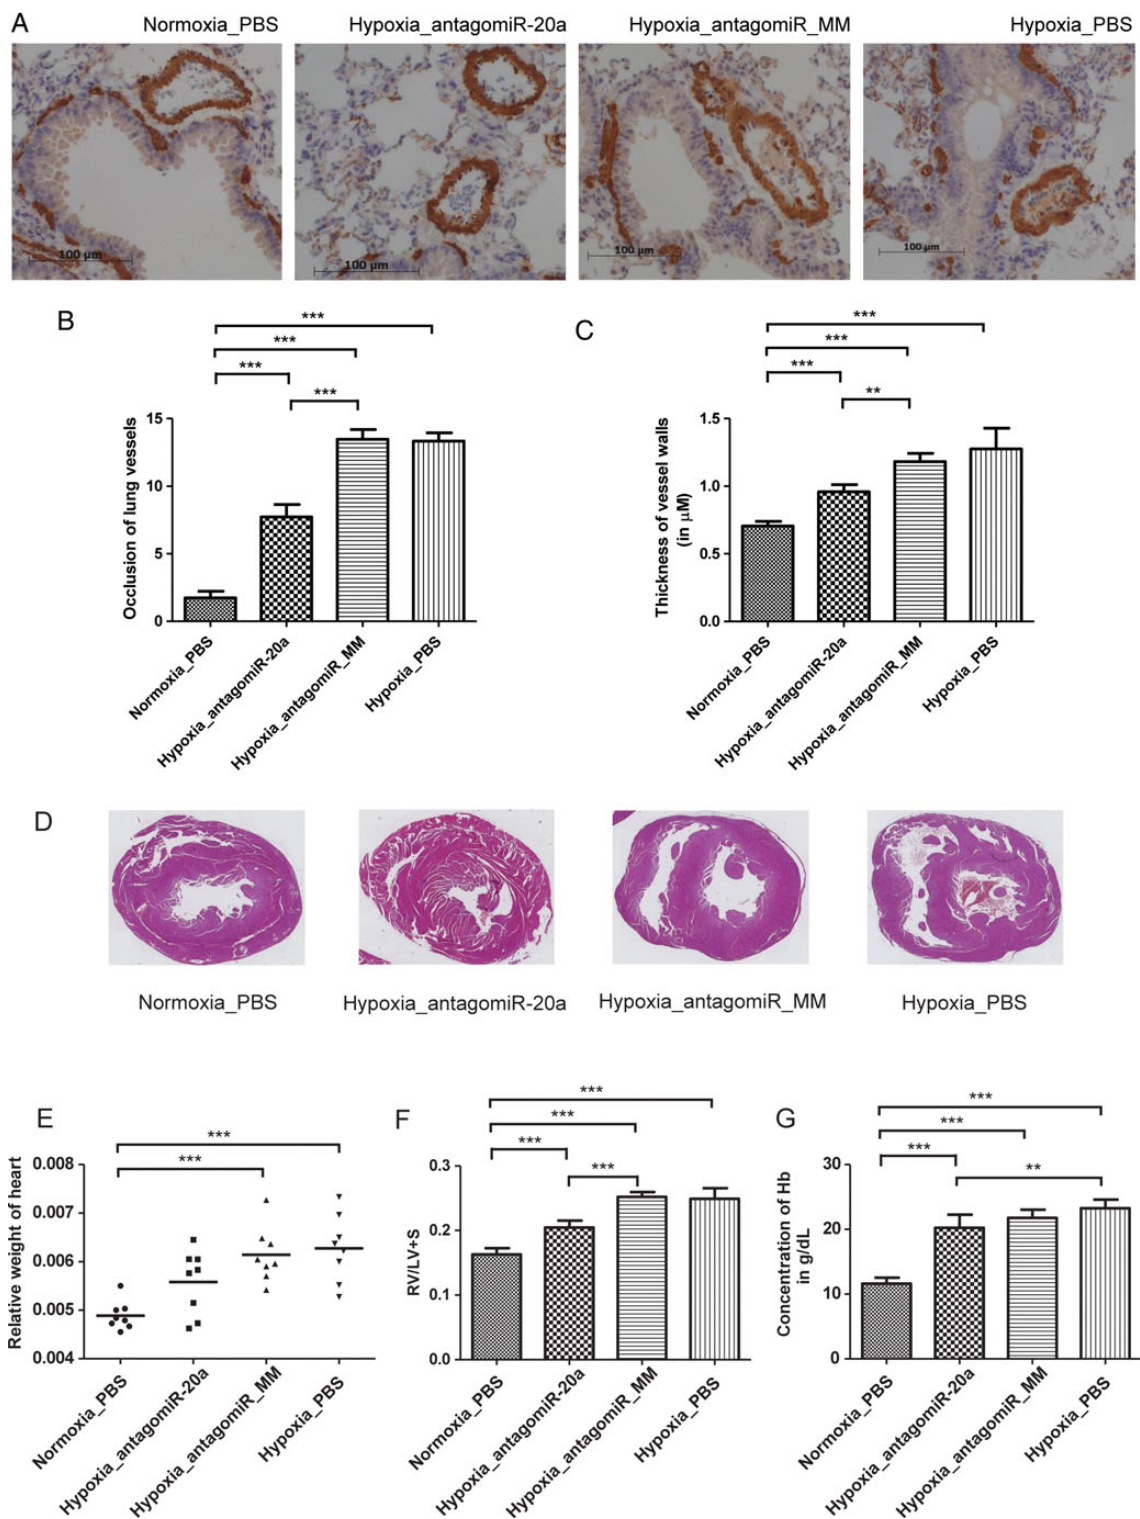 A
Normoxia_PBS
Hypoxia_antagomiR-20a
Hypoxia_antagomiR_MM
Hypoxia_PBS
100 µm
100 µm
100 µm
100 µm
B
***
***
***
***
Occlusion of lung vessels
15
10
5
0
Normoxia_PBS
Hypoxia_antagomiR-20a
Hypoxia_antagomiR_MM
Hypoxia_PBS
C
***
***
***
**
Thickness of vessel walls
(in µM)
1.5
1.0
0.5
0.0
Normoxia_PBS
Hypoxia_antagomiR-20a
Hypoxia_antagomiR_MM
Hypoxia_PBS
D
Normoxia_PBS
Hypoxia_antagomiR-20a
Hypoxia_antagomiR_MM
Hypoxia_PBS
E
***
***
Relative weight of heart
0.008
0.007
0.006
0.005
0.004
Normoxia_PBS
Hypoxia_antagomiR-20a
Hypoxia_antagomiR_MM
Hypoxia_PBS
F
***
***
***
***
RV/LV+S
0.3
0.2
0.1
0.0
Normoxia_PBS
Hypoxia_antagomiR-20a
Hypoxia_antagomiR_MM
Hypoxia_PBS
G
***
***
***
**
Concentration of Hb
in g/dL
30
20
10
0
Normoxia_PBS
Hypoxia_antagomiR-20a
Hypoxia_antagomiR_MM
Hypoxia_PBS